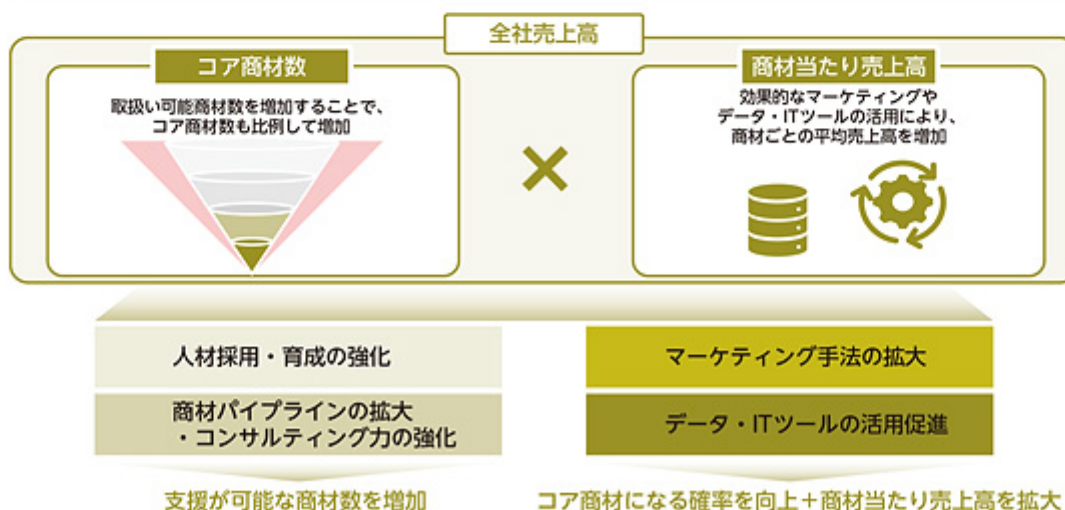 全社売上高
コア商材数
取扱い可能商材数を増加することで、
コア商材数も比例して増加
×
商材当たり売上高
効果的なマーケティングや
データ・ITツールの活用により、
商材ごとの平均売上高を増加
人材採用・育成の強化
商材パイプラインの拡大
・コンサルティング力の強化
支援が可能な商材数を増加
マーケティング手法の拡大
データ・ITツールの活用促進
コア商材になる確率を向上＋商材当たり売上高を拡大